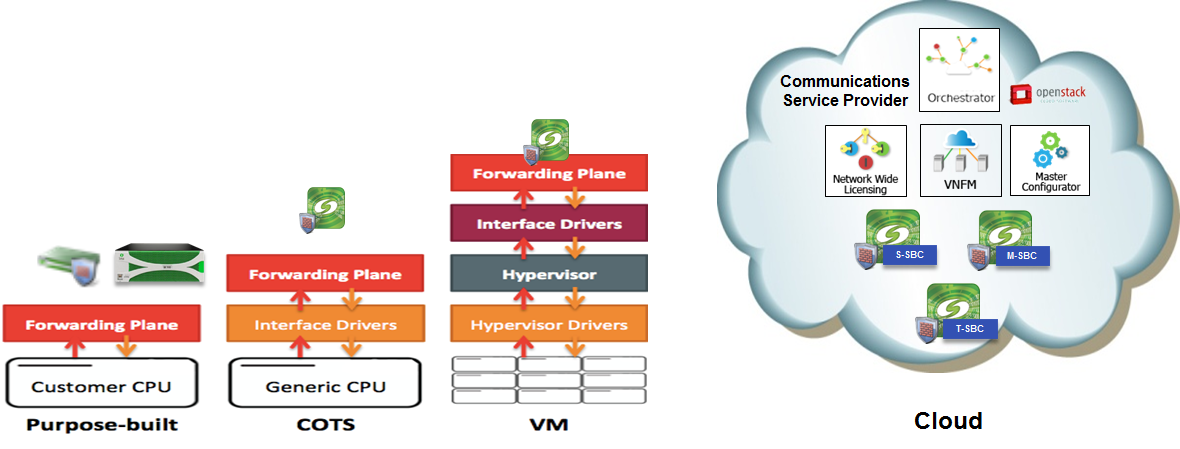 Forwarding Plane
Customer CPU
Purpose-built
Forwarding Plane
Interface Drivers
Generic CPU
COTS
Forwarding Plane
Interface Drivers
Hypervisor
Hypervisor Drivers
VM
Communications
Service Provider
Orchestrator
openstack
Network Wide
Licensing
VNFM
Master
Configurator
S-SBC
M-SBC
T-SBC
Cloud